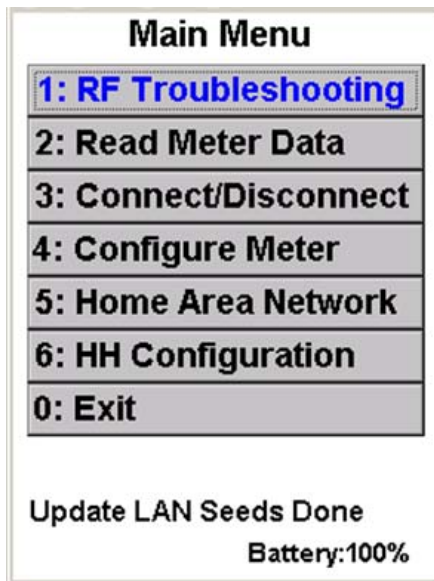 Main Menu
1: RF Troubleshooting
2: Read Meter Data
3: Connect/Disconnect
4: Configure Meter
5: Home Area Network
6: HH Configuration
0: Exit
Update LAN Seeds Done
Battery:100%